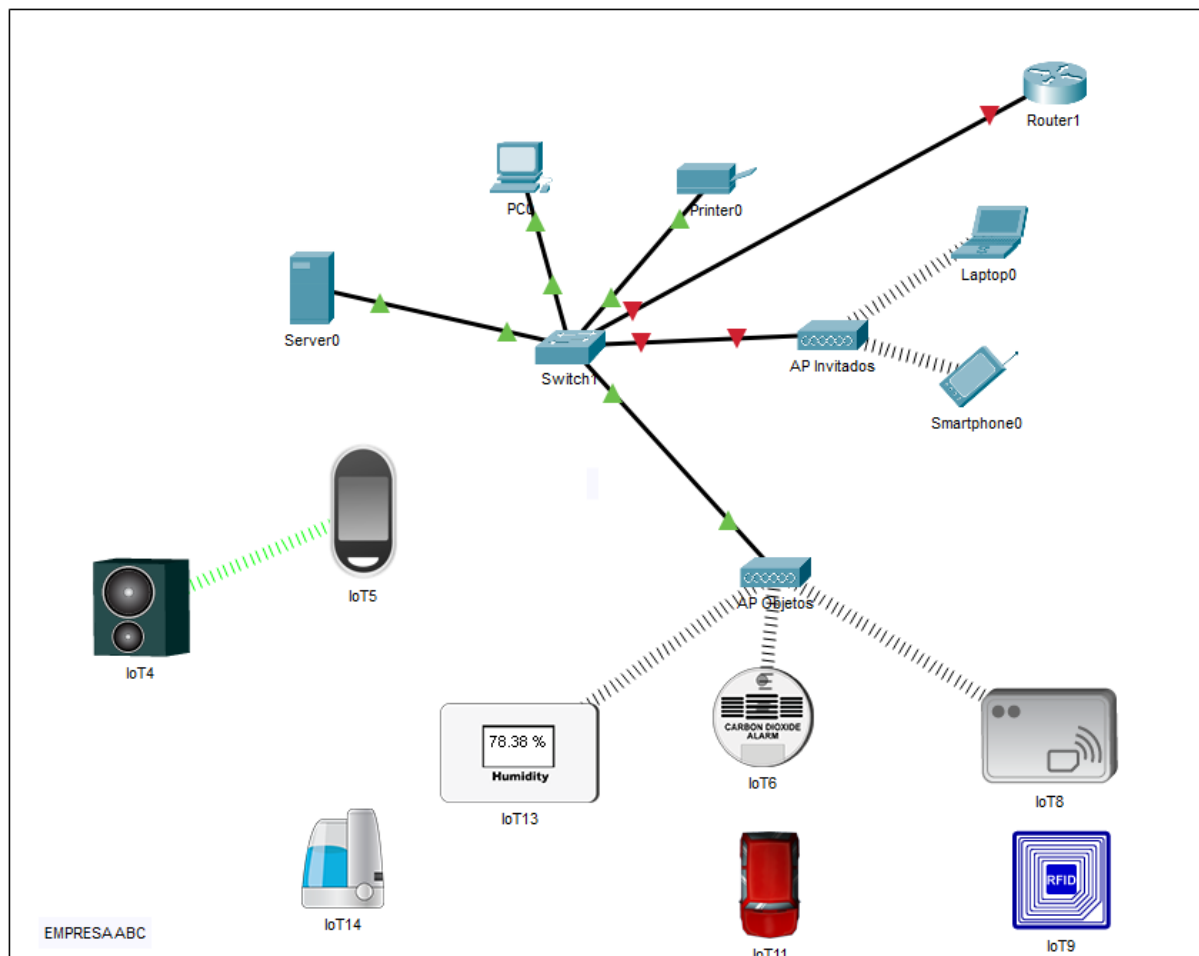 Router1
PC0
Printer0
Laptop0
Server0
Switch1
AP Invitados
Smartphone0
IoT5
AP Objetos
IoT4
78.38 %
Humidity
CARBON DIOXIDE
ALARM
IoT13
IoT6
IoT8
RFID
IoT14
IoT11
IoT9
EMPRESA ABC